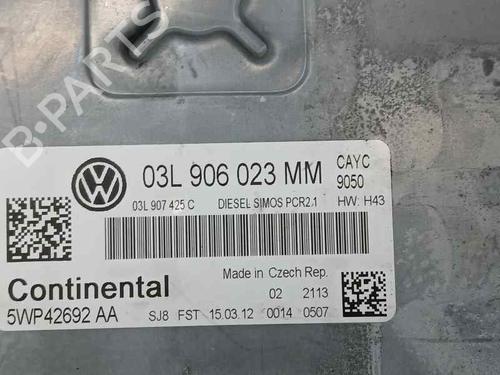 B-PARTS
03L 906 023 MM
CAYC
9050
03L 907 425 C DIESEL SIMOS PCR2.1 HW: H43
Made in Czech Rep.
Continental
02 2113
5WP42692 AA SJ8 FST 15.03.12 0014 0507